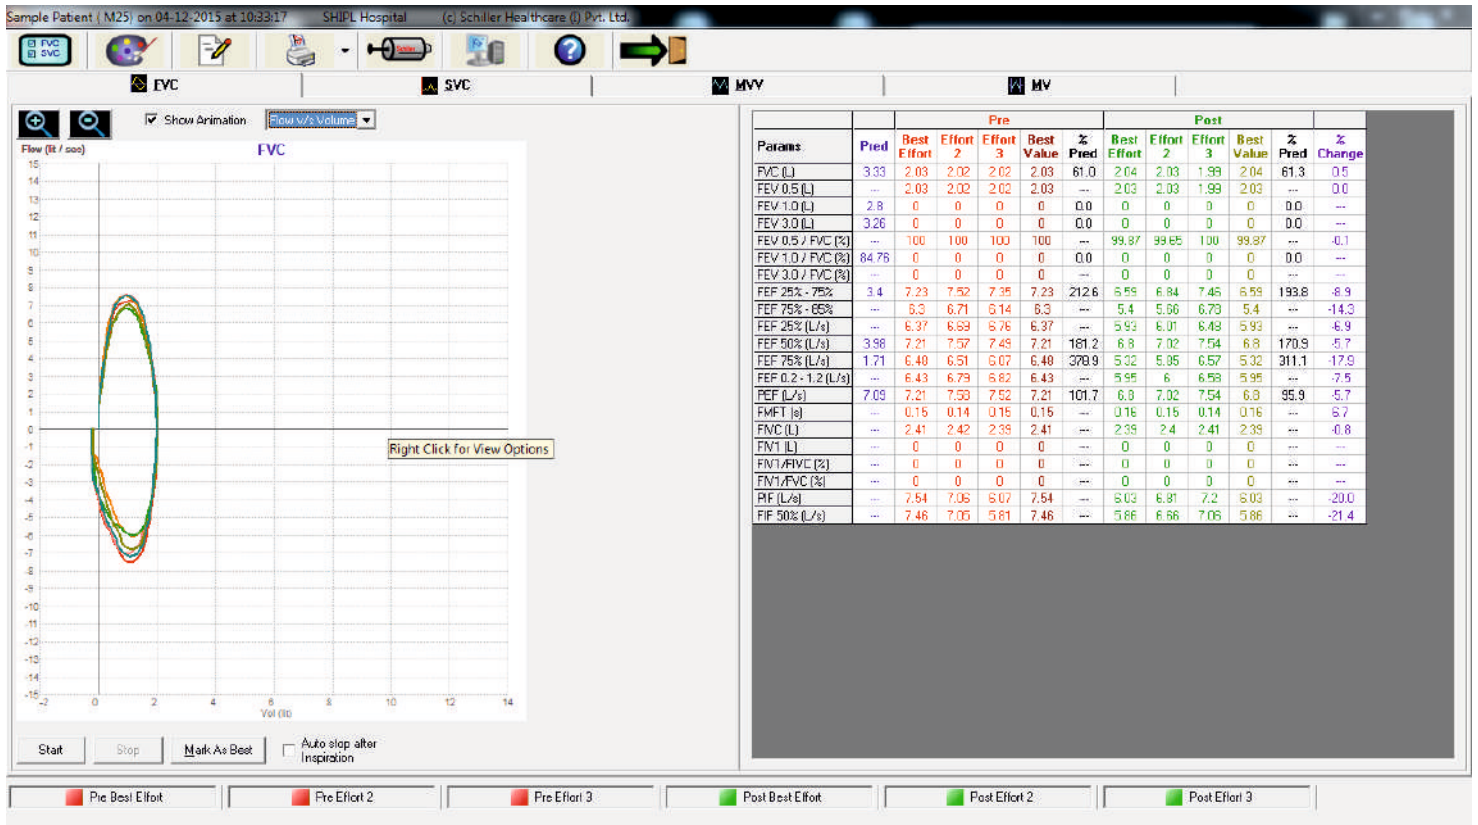 Sample Patient ( M25) on 04-12-2015 at 10:33:17 SHIPL Hospital (c) Schiller Healthcare (I) Pvt. Ltd.
FVC
SVC
FVC SVC MVV MV
Show Animation Flow v/s Volume
Flow (lit / sec) FVC
15
14
13
12
11
10
9
8
7
6
5
4
3
2
1
0
-1
-2
-3
-4
-5
-6
-7
-8
-9
-10
-11
-12
-13
-14
-15
-2 0 2 4 6 8 10 12 14
Vol (lit)
Right Click for View Options
Start Stop Mark As Best Auto stop after
Inspiration
Pre Post
Params Pred Best Effort Effort 2 Effort 3 Best Value % Pred Best Effort Effort 2 Effort 3 Best Value % Pred % Change
FVC (L) 3.33 2.03 2.02 2.02 2.03 61.0 2.04 2.03 1.99 2.04 61.3 0.5
FEV 0.5 (L) --- 2.03 2.02 2.02 2.03 --- 2.03 2.03 1.99 2.03 --- 0.0
FEV 1.0 (L) 2.8 0 0 0 0 0.0 0 0 0 0 0.0 ---
FEV 3.0 (L) 3.26 0 0 0 0 0.0 0 0 0 0 0.0 ---
FEV 0.5 / FVC (%) --- 100 100 100 100 --- 99.87 99.65 100 99.87 --- -0.1
FEV 1.0 / FVC (%) 84.76 0 0 0 0 0.0 0 0 0 0 0.0 ---
FEV 3.0 / FVC (%) --- 0 0 0 0 --- 0 0 0 0 --- ---
FEF 25% - 75% 3.4 7.23 7.52 7.35 7.23 212.6 6.59 6.84 7.46 6.59 193.8 -8.9
FEF 75% - 85% --- 6.3 6.71 6.14 6.3 --- 5.4 5.66 6.78 5.4 --- -14.3
FEF 25% (L/s) --- 6.37 6.69 6.76 6.37 --- 5.93 6.01 6.48 5.93 --- -6.9
FEF 50% (L/s) 3.98 7.21 7.57 7.49 7.21 181.2 6.8 7.02 7.54 6.8 170.9 -5.7
FEF 75% (L/s) 1.71 6.48 6.51 6.07 6.48 378.9 5.32 5.85 6.57 5.32 311.1 -17.9
FEF 0.2 - 1.2 (L/s) --- 6.43 6.79 6.82 6.43 --- 5.95 6 6.58 5.95 --- -7.5
PEF (L/s) 7.09 7.21 7.58 7.52 7.21 101.7 6.8 7.02 7.54 6.8 95.9 -5.7
FMFT (s) --- 0.15 0.14 0.15 0.15 --- 0.16 0.15 0.14 0.16 --- 6.7
FIVC (L) --- 2.41 2.42 2.39 2.41 --- 2.39 2.4 2.41 2.39 --- -0.8
FIV1 (L) --- 0 0 0 0 --- 0 0 0 0 --- ---
FIV1/FIVC (%) --- 0 0 0 0 --- 0 0 0 0 --- ---
FIV1/FVC (%) --- 0 0 0 0 --- 0 0 0 0 --- ---
PIF (L/s) --- 7.54 7.06 6.07 7.54 --- 6.03 6.81 7.2 6.03 --- -20.0
FIF 50% (L/s) --- 7.46 7.05 5.81 7.46 --- 5.86 6.66 7.06 5.86 --- -21.4
Pre Best Effort Pre Effort 2 Pre Effort 3 Post Best Effort Post Effort 2 Post Effort 3